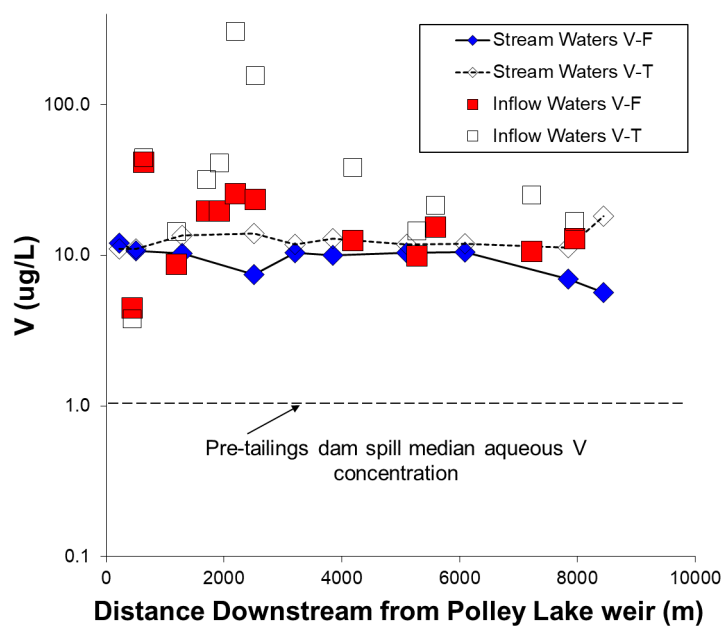 Stream Waters V-F
Stream Waters V-T
Inflow Waters V-F
Inflow Waters V-T
100.0
10.0
1.0
0.1
V (ug/L)
Pre-tailings dam spill median aqueous V
concentration
0 2000 4000 6000 8000 10000
Distance Downstream from Polley Lake weir (m)